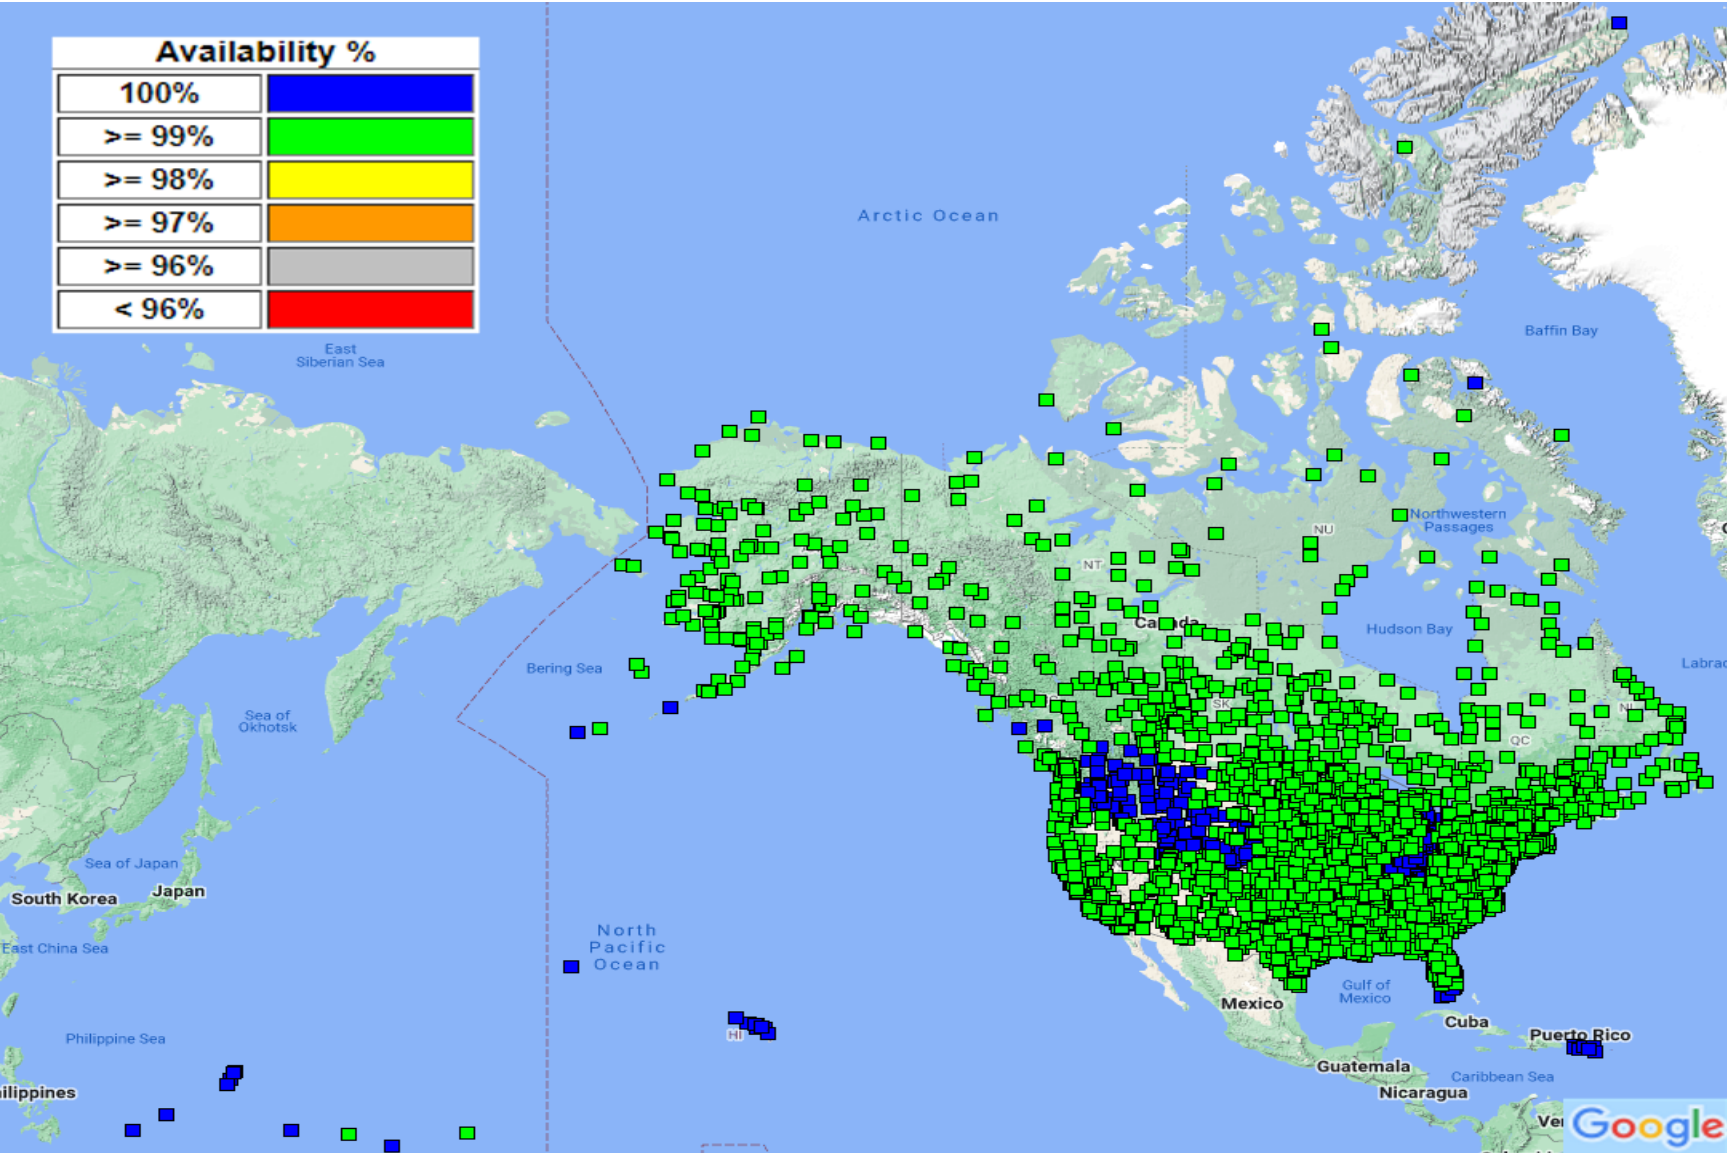 Availability %
100%
>= 99%
>= 98%
>= 97%
>= 96%
< 96%
Arctic Ocean
East
Siberian Sea
Baffin Bay
Northwestern
Passages
NU
NT
Canada
Hudson Bay
Bering Sea
Sea of
Okhotsk
SK
QC
NL
Sea of Japan
South Korea
Japan
East China Sea
North
Pacific
Ocean
Gulf of
Mexico
Mexico
Cuba
Puerto Rico
HI
Philippine Sea
Guatemala
Caribbean Sea
Nicaragua
ilippines
Ve
Google